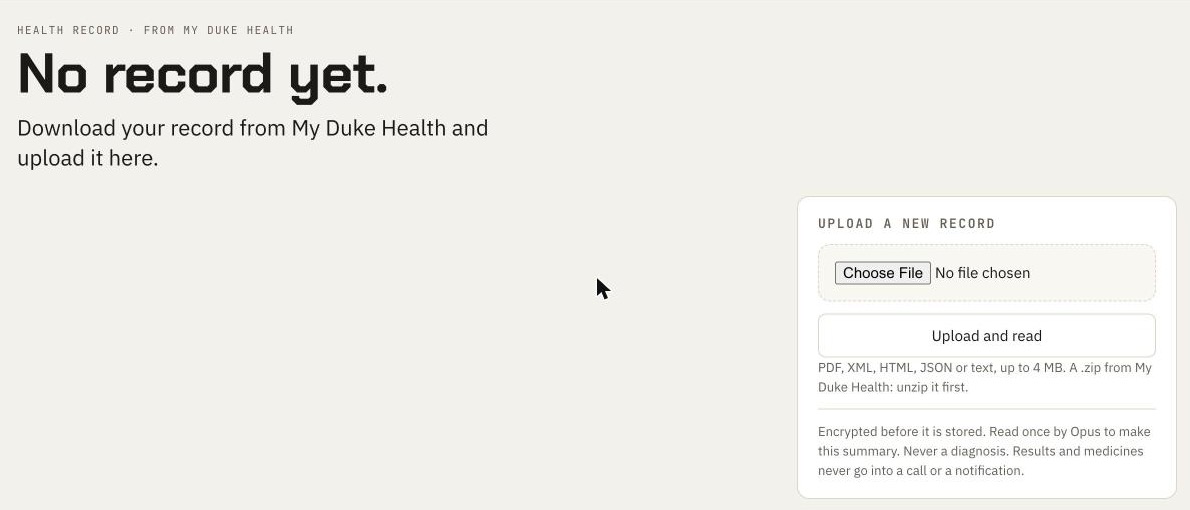 HEALTH RECORD · FROM MY DUKE HEALTH
No record yet.
Download your record from My Duke Health and
upload it here.
UPLOAD A NEW RECORD
Choose File No file chosen
Upload and read
PDF, XML, HTML, JSON or text, up to 4 MB. A .zip from My
Duke Health: unzip it first.
Encrypted before it is stored. Read once by Opus to make
this summary. Never a diagnosis. Results and medicines
never go into a call or a notification.